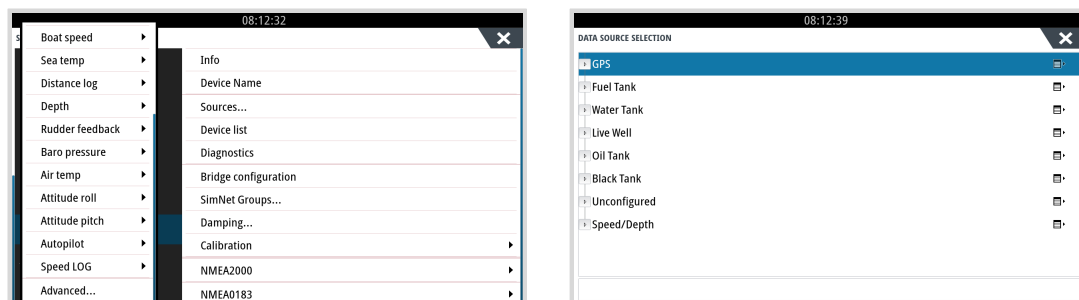 08:12:32
S
Boat speed
Sea temp
Distance log
Depth
Rudder feedback
Baro pressure
Air temp
Attitude roll
Attitude pitch
Autopilot
Speed LOG
Advanced...
Info
Device Name
Sources...
Device list
Diagnostics
Bridge configuration
SimNet Groups...
Damping...
Calibration
NMEA2000
NMEA0183
08:12:39
DATA SOURCE SELECTION
GPS
Fuel Tank
Water Tank
Live Well
Oil Tank
Black Tank
Unconfigured
Speed/Depth